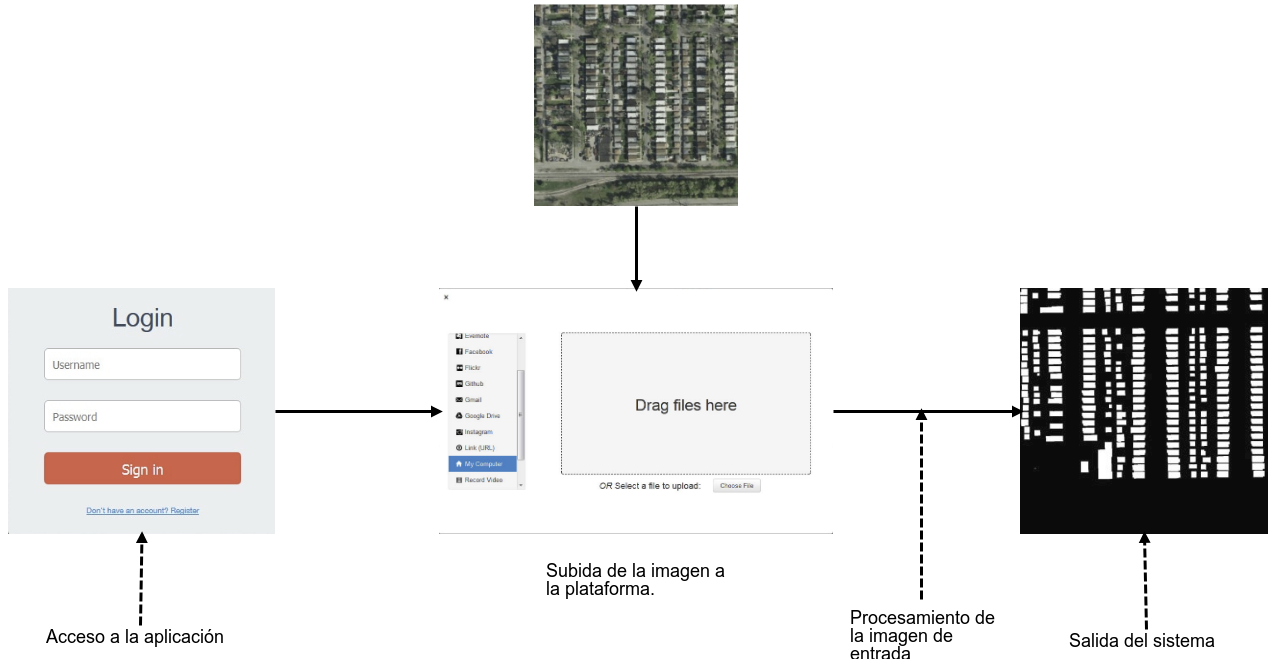 Login
Username
Password
Sign in
Don't have an account? Register
Evernote
Facebook
Flickr
Github
Gmail
Google Drive
Instagram
Link (URL)
My Computer
Record Video
Drag files here
OR Select a file to upload:
Choose File
Subida de la imagen a
la plataforma.
Acceso a la aplicación
Procesamiento de
la imagen de
entrada
Salida del sistema